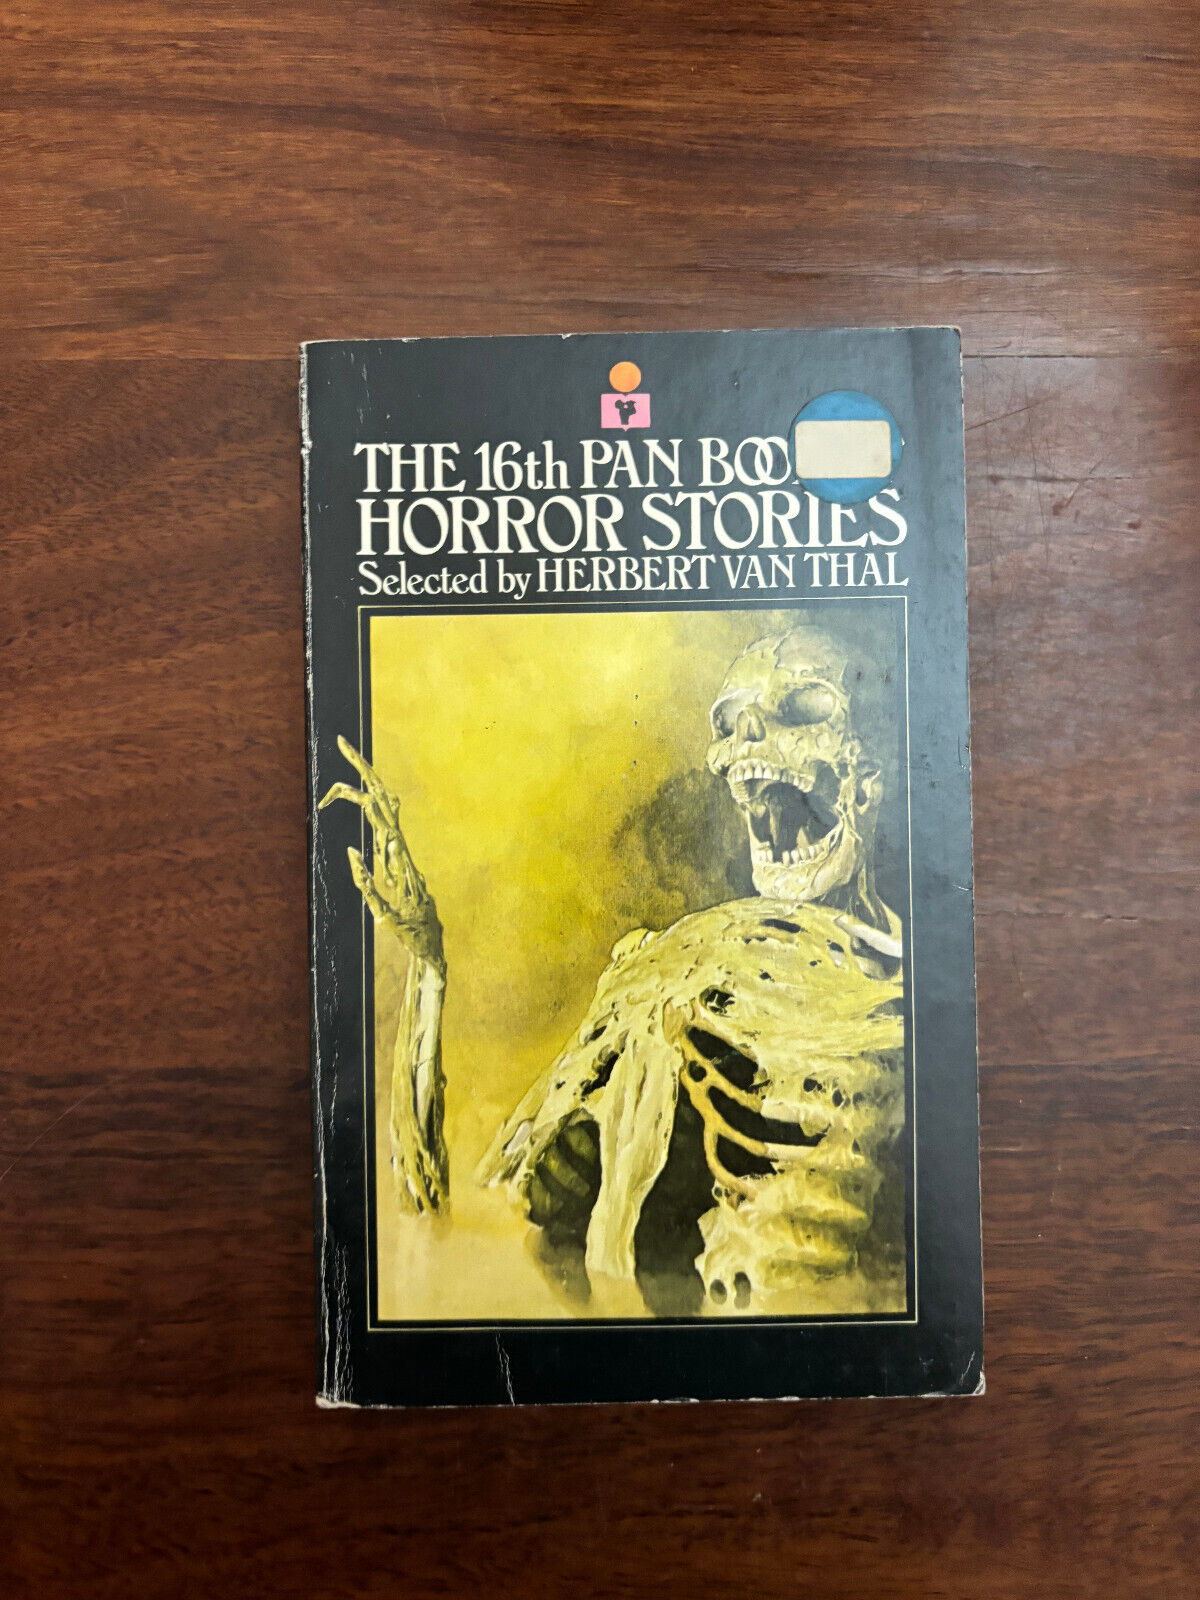 THE 16th PAN BOO
HORROR STORIES
Selected by HERBERT VAN THAL